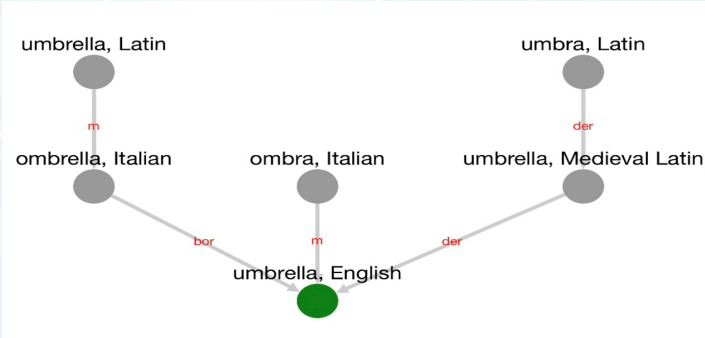 umbrella, Latin
umbra, Latin
m
der
ombrella, Italian
ombra, Italian
umbrella, Medieval Latin
bor
m
der
umbrella, English